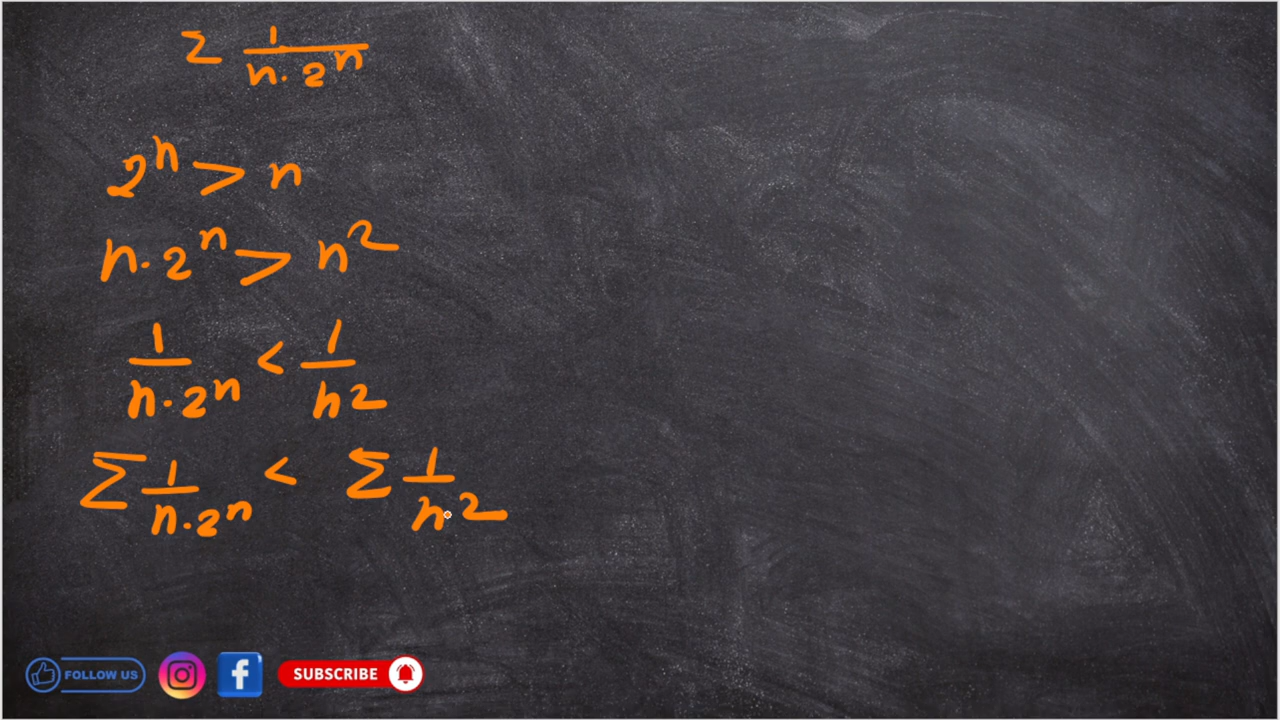 Σ 1/(n·2^n)
2^n > n
n·2^n > n^2
1/(n·2^n) < 1/n^2
Σ 1/(n·2^n) < Σ 1/n^2
FOLLOW US
SUBSCRIBE